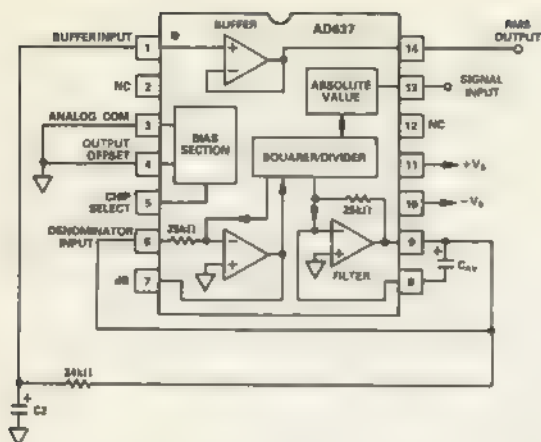 BUFFER
AD637
BUFFER INPUT
1
14
RMS
OUTPUT
NC
2
ABSOLUTE
VALUE
13
SIGNAL
INPUT
ANALOG COM
3
BIAS
SECTION
12
NC
OUTPUT
OFFSET
4
SQUARER/DIVIDER
11
+VS
CHIP
SELECT
5
10
-VS
25kΩ
25kΩ
DENOMINATOR
INPUT
6
9
CAV
dB
7
FILTER
8
24kΩ
C2